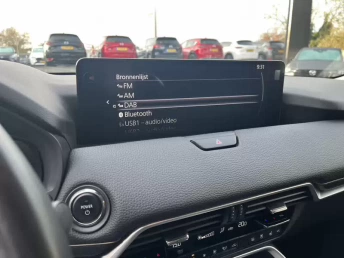 9:31
Bronnenlijst
FM
AM
DAB
Bluetooth
USB1 - audio/video
POWER